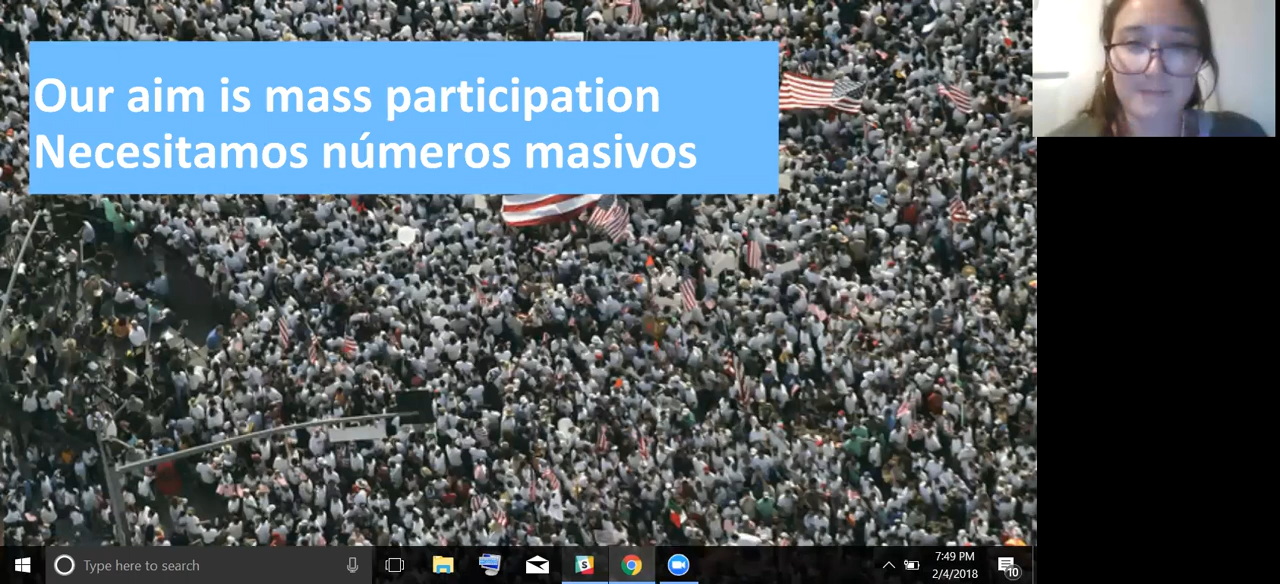 Our aim is mass participation
Necesitamos números masivos
Type here to search
7:49 PM
2/4/2018
10